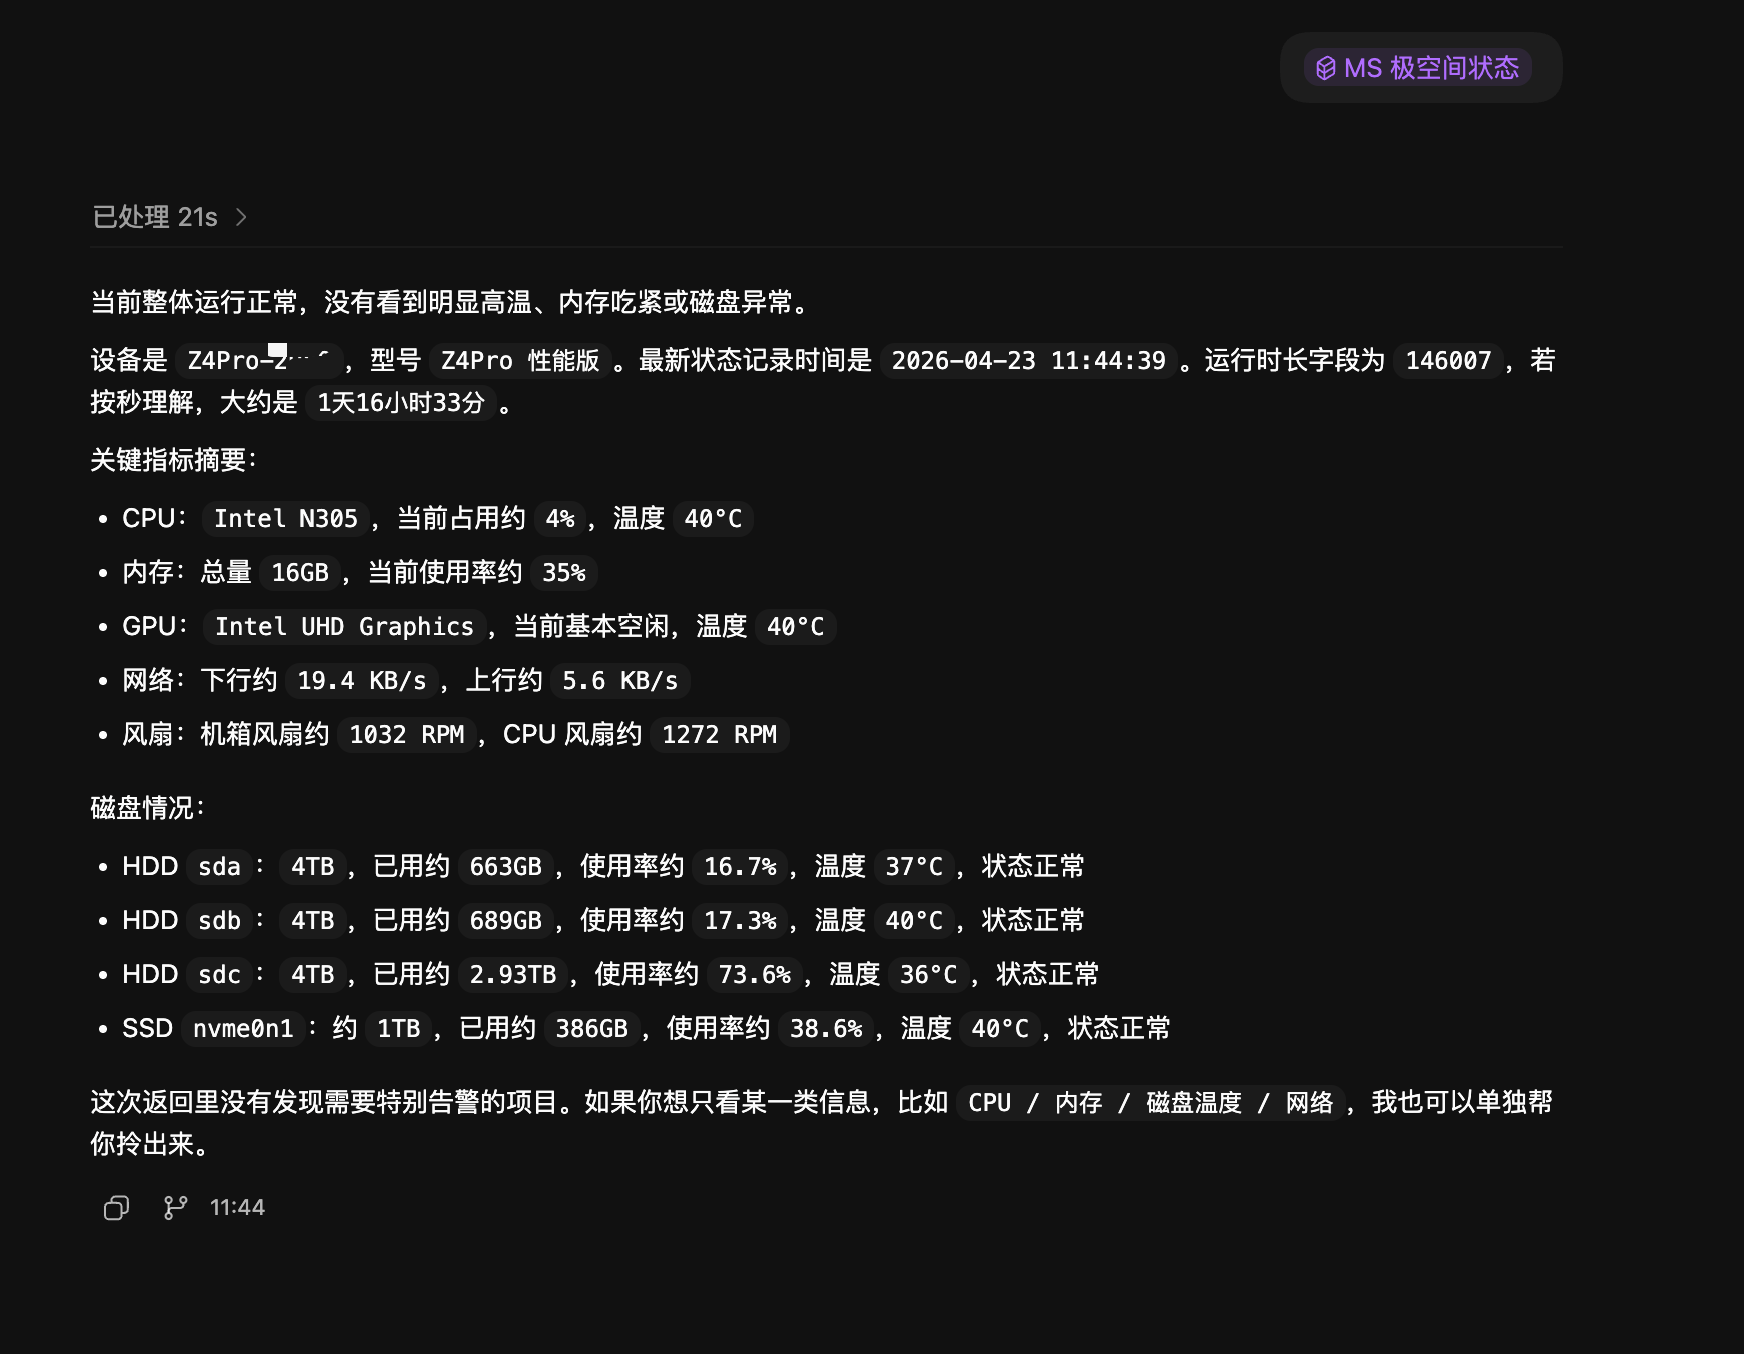 MS 极空间状态
已处理 21s
当前整体运行正常，没有看到明显高温、内存吃紧或磁盘异常。
设备是 Z4Pro-2 ，型号 Z4Pro 性能版 。最新状态记录时间是 2026-04-23 11:44:39 。运行时长字段为 146007 ，若
按秒理解，大约是 1天16小时33分 。
关键指标摘要：
• CPU： Intel N305 ，当前占用约 4% ，温度 40°C
• 内存：总量 16GB ，当前使用率约 35%
• GPU： Intel UHD Graphics ，当前基本空闲，温度 40°C
• 网络：下行约 19.4 KB/s ，上行约 5.6 KB/s
• 风扇：机箱风扇约 1032 RPM ，CPU 风扇约 1272 RPM
磁盘情况：
• HDD sda ： 4TB ，已用约 663GB ，使用率约 16.7% ，温度 37°C ，状态正常
• HDD sdb ： 4TB ，已用约 689GB ，使用率约 17.3% ，温度 40°C ，状态正常
• HDD sdc ： 4TB ，已用约 2.93TB ，使用率约 73.6% ，温度 36°C ，状态正常
• SSD nvme0n1 ：约 1TB ，已用约 386GB ，使用率约 38.6% ，温度 40°C ，状态正常
这次返回里没有发现需要特别告警的项目。如果你想只看某一类信息，比如 CPU / 内存 / 磁盘温度 / 网络 ，我也可以单独帮
你拎出来。
11:44